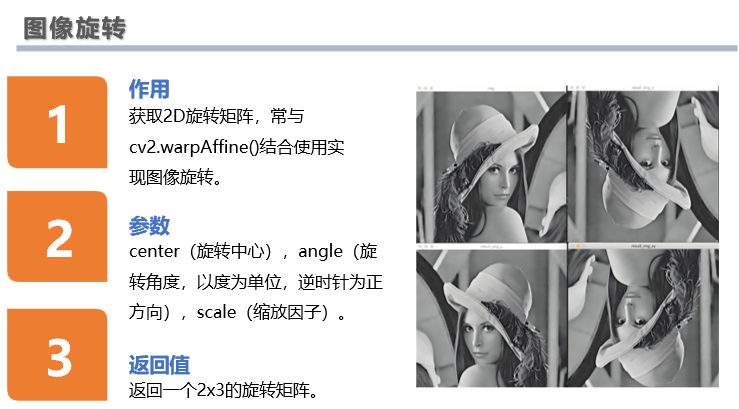 图像旋转
1
作用
获取2D旋转矩阵，常与
cv2.warpAffine()结合使用实
现图像旋转。
2
参数
center（旋转中心），angle（旋
转角度，以度为单位，逆时针为正
方向），scale（缩放因子）。
3
返回值
返回一个2x3的旋转矩阵。